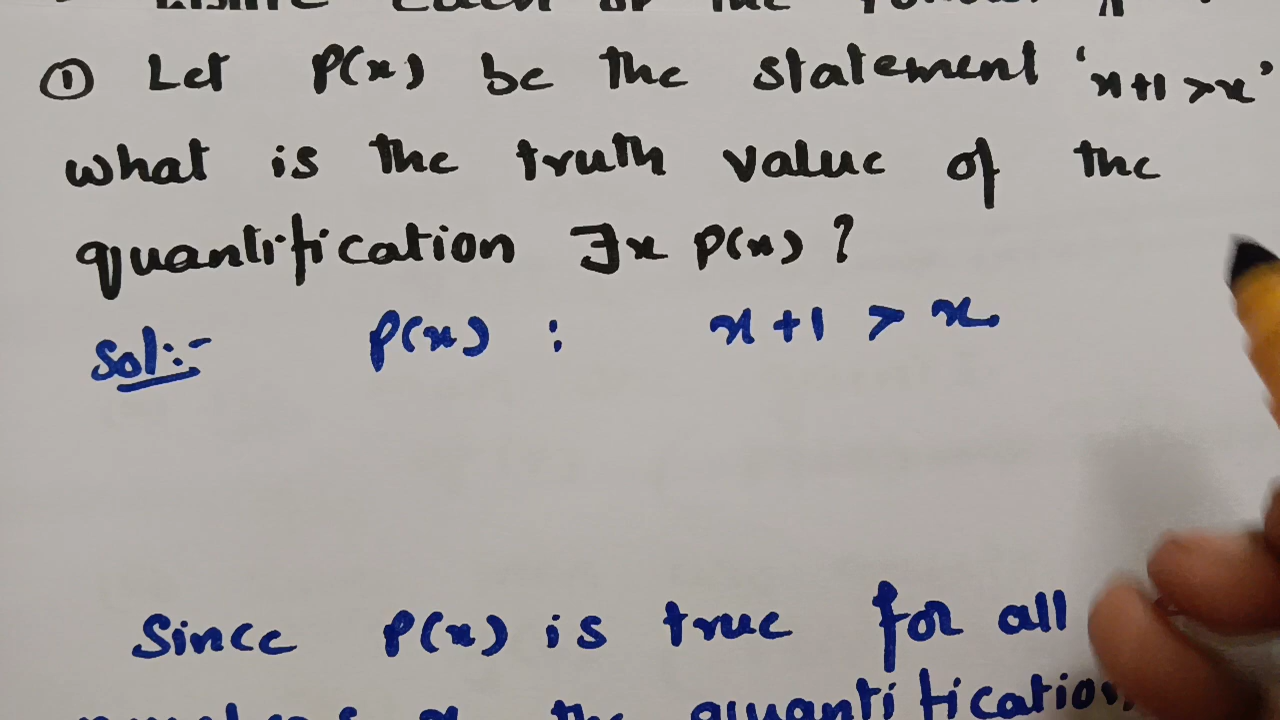 ① Let P(x) be the statement ‘x+1 > x’
what is the truth value of the
quantification ∃x P(x) ?
Sol:-   P(x) :   x+1 > x.
Since P(x) is true for all
the quantification